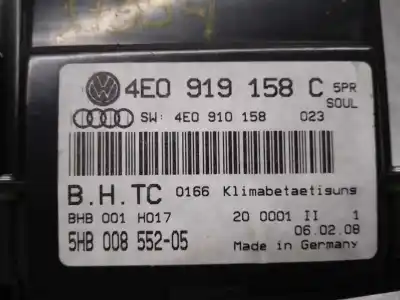 4E0 919 158 C 5PR
SOUL
SW: 4E0 910 158 023
B.H.TC 0166 Klimabetaetisuns
BHB 001 H017 20 0001 II 1
5HB 008 552-05 06.02.08
Made in Germany